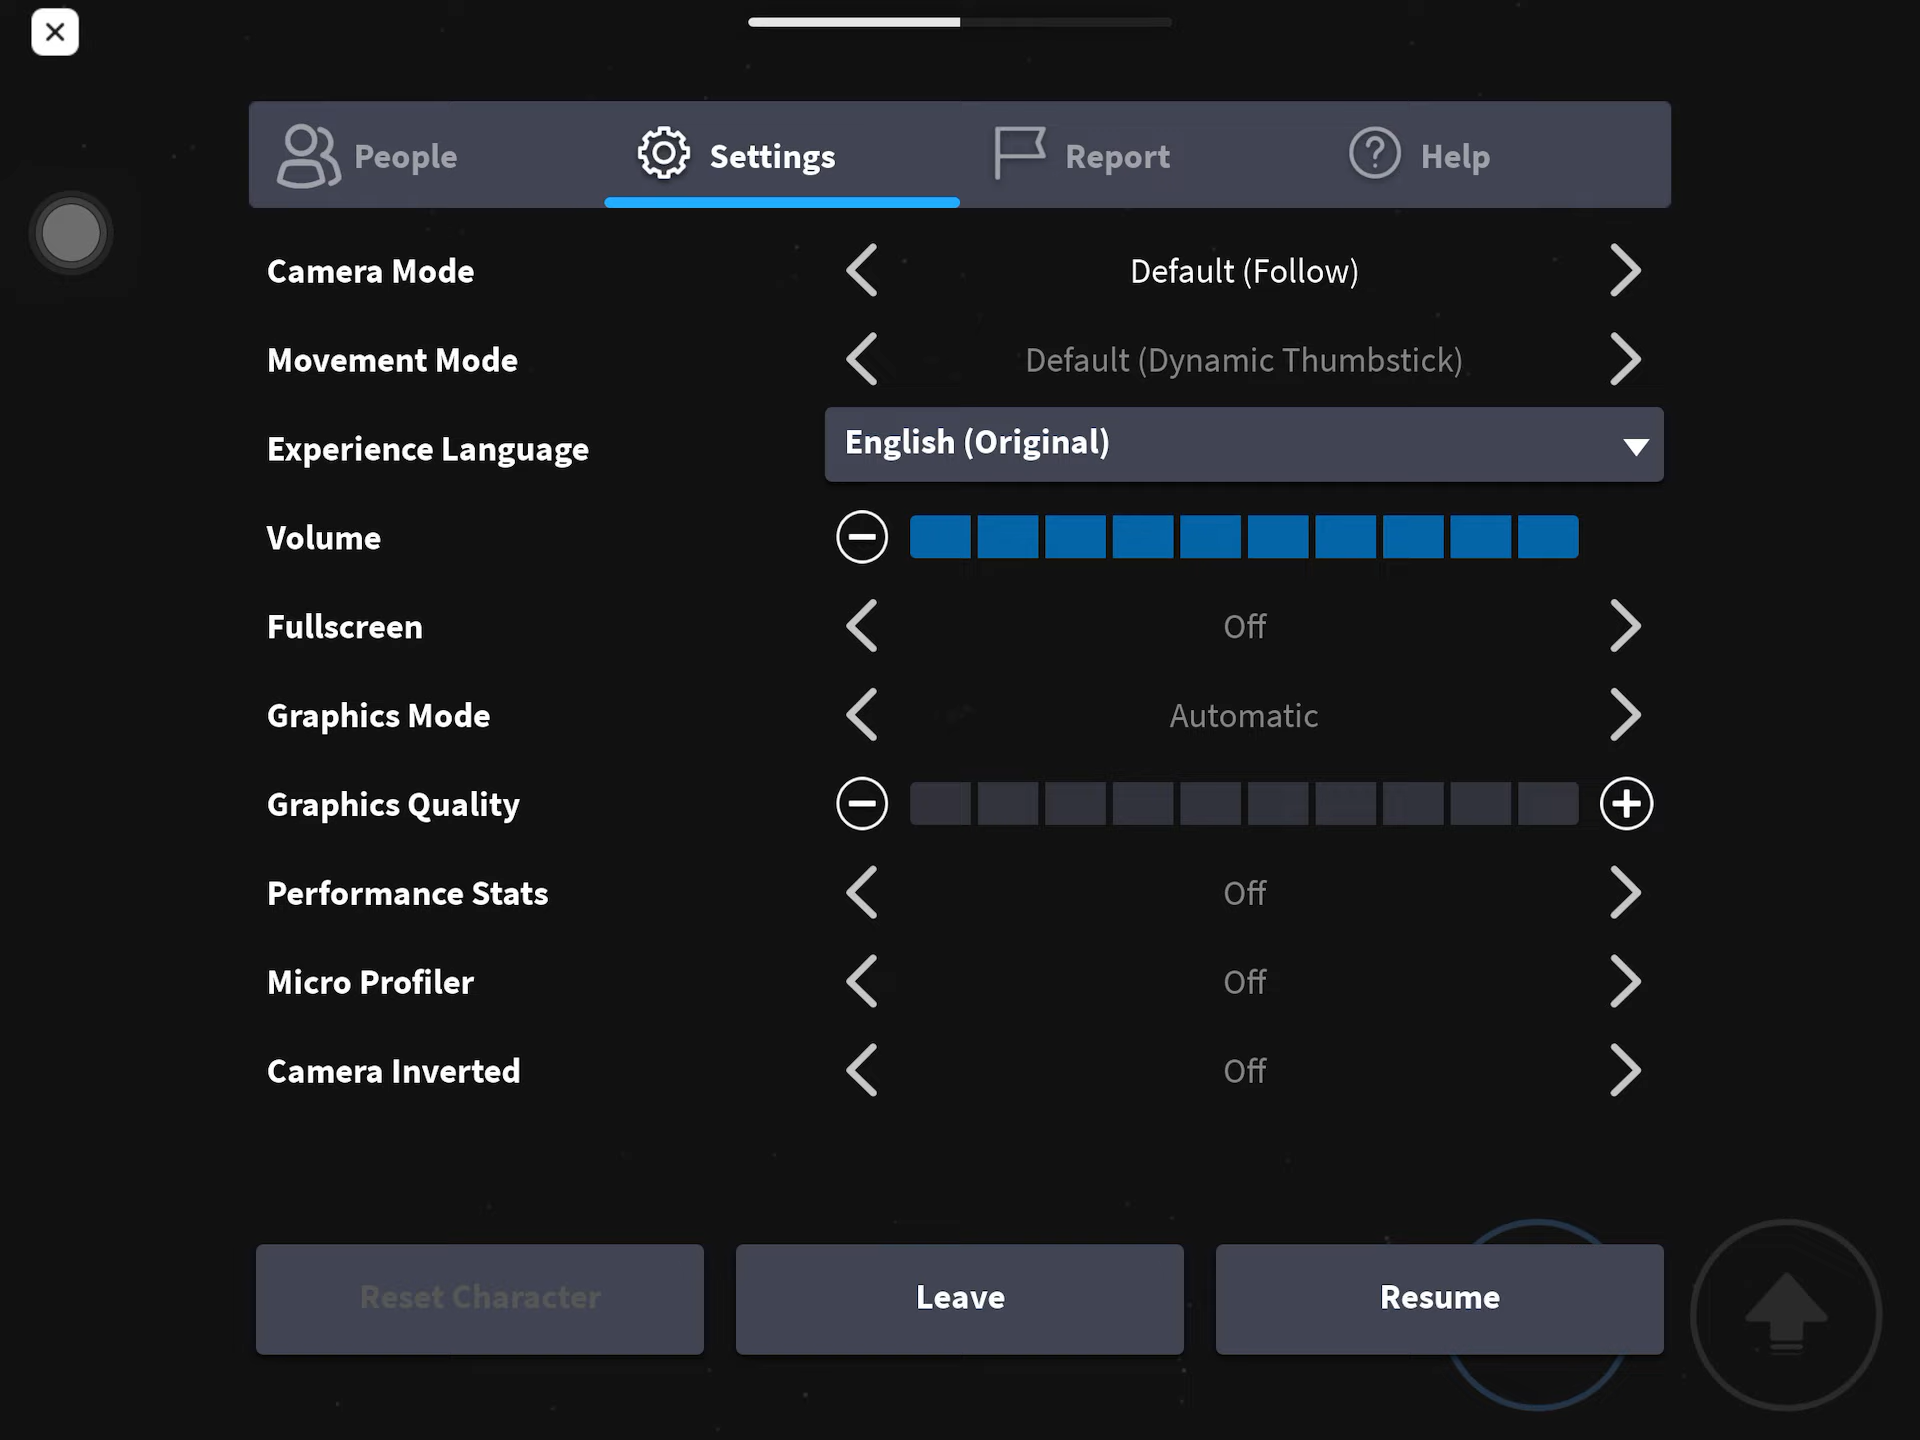 People
Settings
Report
Help
Camera Mode
Default (Follow)
Movement Mode
Default (Dynamic Thumbstick)
Experience Language
English (Original)
Volume
Fullscreen
Off
Graphics Mode
Automatic
Graphics Quality
Performance Stats
Off
Micro Profiler
Off
Camera Inverted
Off
Reset Character
Leave
Resume